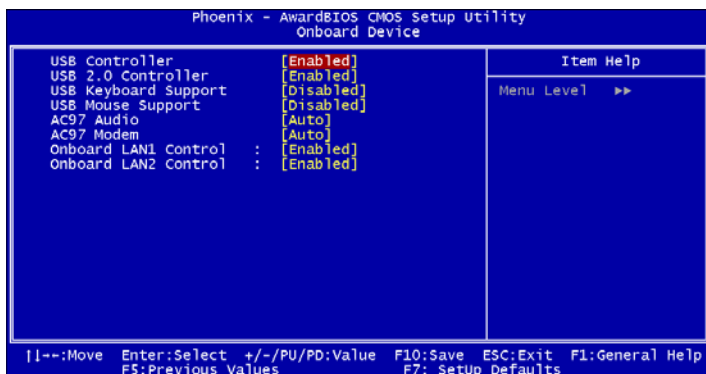 Phoenix - AwardBIOS CMOS Setup Utility
Onboard Device
USB Controller [Enabled]
USB 2.0 Controller [Enabled]
USB Keyboard Support [Disabled]
USB Mouse Support [Disabled]
AC97 Audio [Auto]
AC97 Modem [Auto]
Onboard LAN1 Control : [Enabled]
Onboard LAN2 Control : [Enabled]
Item Help
Menu Level ►►
↑↓→←:Move Enter:Select +/-/PU/PD:Value F10:Save ESC:Exit F1:General Help
F5:Previous Values F7: SetUp Defaults